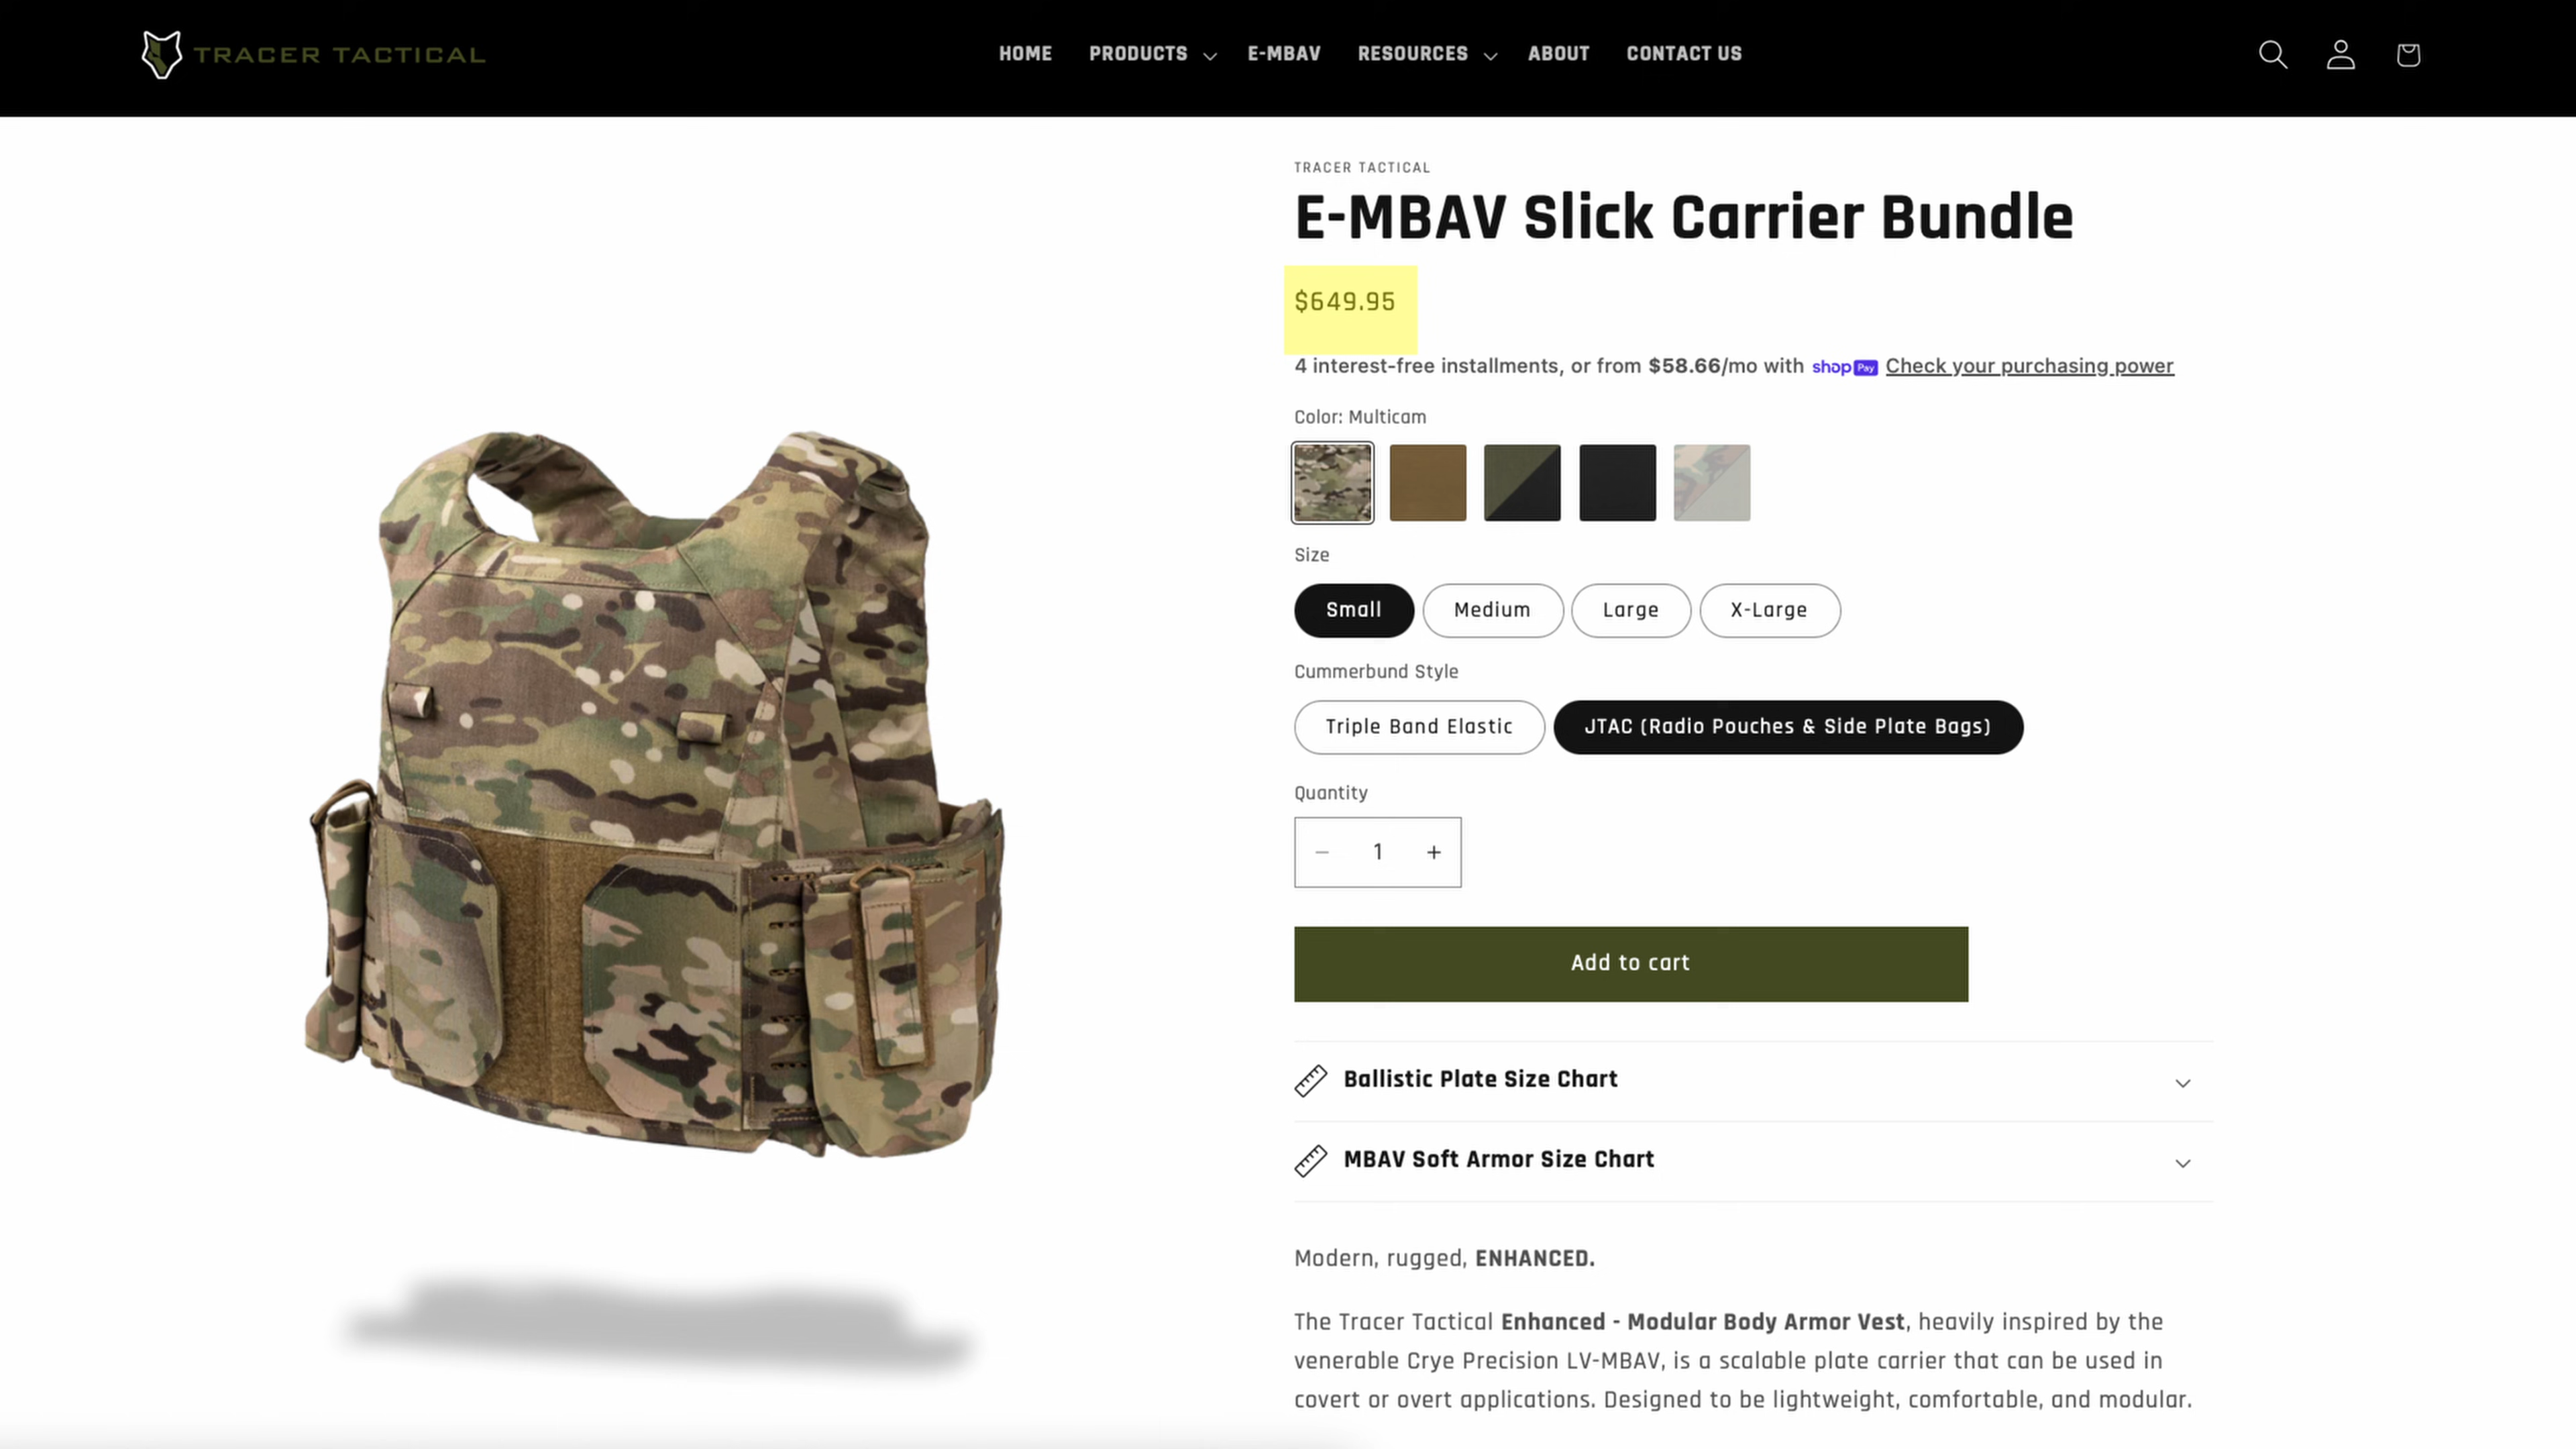 TRACER TACTICAL
HOME PRODUCTS E-MBAV RESOURCES ABOUT CONTACT US
TRACER TACTICAL
E-MBAV Slick Carrier Bundle
$649.95
4 interest-free installments, or from $58.66/mo with shop Pay Check your purchasing power
Color: Multicam
Size
Small Medium Large X-Large
Cummerbund Style
Triple Band Elastic JTAC (Radio Pouches & Side Plate Bags)
Quantity
− 1 +
Add to cart
Ballistic Plate Size Chart
MBAV Soft Armor Size Chart
Modern, rugged, ENHANCED.
The Tracer Tactical Enhanced - Modular Body Armor Vest, heavily inspired by the
venerable Crye Precision LV-MBAV, is a scalable plate carrier that can be used in
covert or overt applications. Designed to be lightweight, comfortable, and modular.